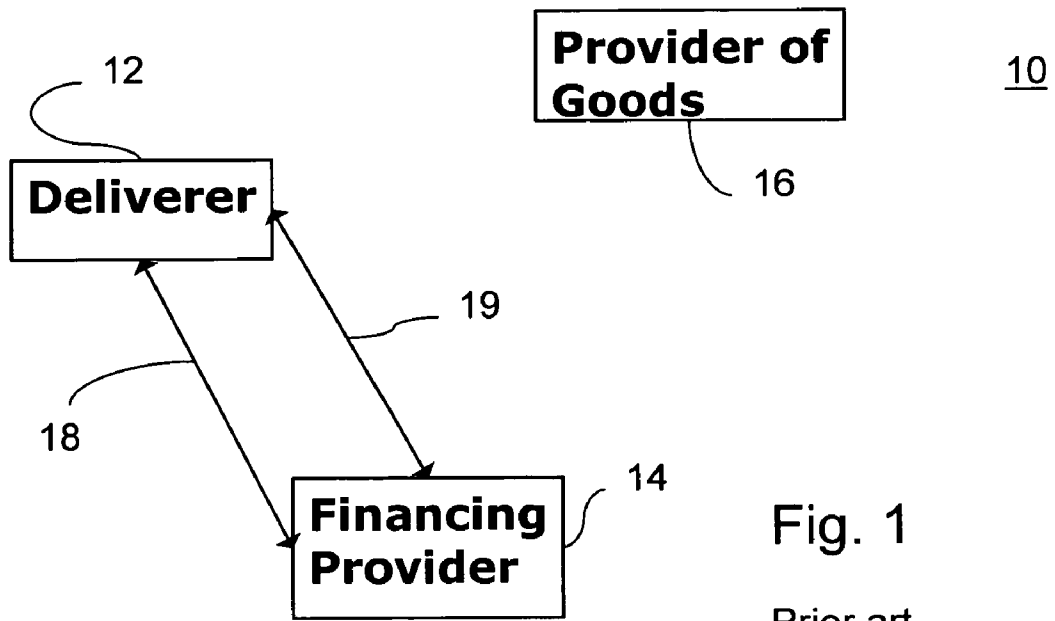 12
Provider of
Goods
10
Deliverer
16
19
18
14
Financing
Provider
Fig. 1
Prior art